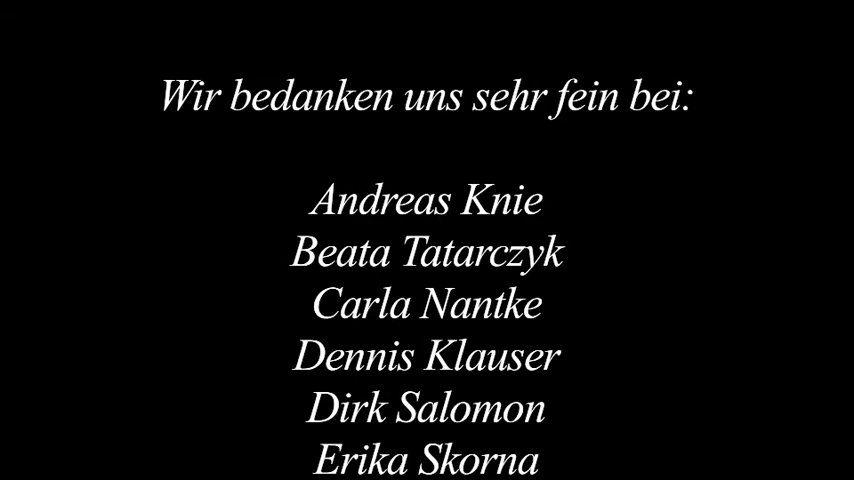 Wir bedanken uns sehr fein bei:
Andreas Knie
Beata Tatarczyk
Carla Nantke
Dennis Klauser
Dirk Salomon
Erika Skorna